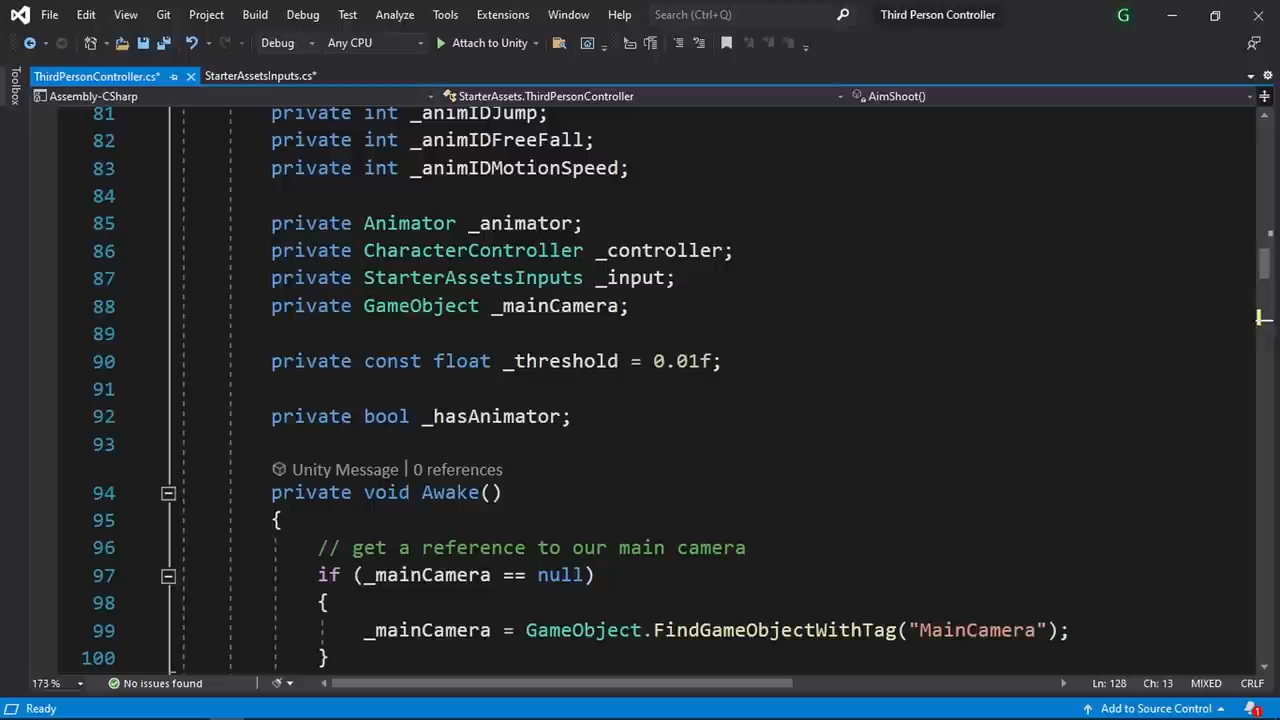 File Edit View Git Project Build Debug Test Analyze Tools Extensions Window Help Search (Ctrl+Q) Third Person Controller G
Debug Any CPU Attach to Unity
Toolbox
ThirdPersonController.cs* StarterAssetsInputs.cs*
Assembly-CSharp StarterAssets.ThirdPersonController AimShoot()
81 private int _animIDJump;
82 private int _animIDFreeFall;
83 private int _animIDMotionSpeed;
84
85 private Animator _animator;
86 private CharacterController _controller;
87 private StarterAssetsInputs _input;
88 private GameObject _mainCamera;
89
90 private const float _threshold = 0.01f;
91
92 private bool _hasAnimator;
93
Unity Message | 0 references
94 private void Awake()
95 {
96 // get a reference to our main camera
97 if (_mainCamera == null)
98 {
99 _mainCamera = GameObject.FindGameObjectWithTag("MainCamera");
100 }
173 % No issues found Ln: 128 Ch: 13 MIXED CRLF
Ready Add to Source Control 1